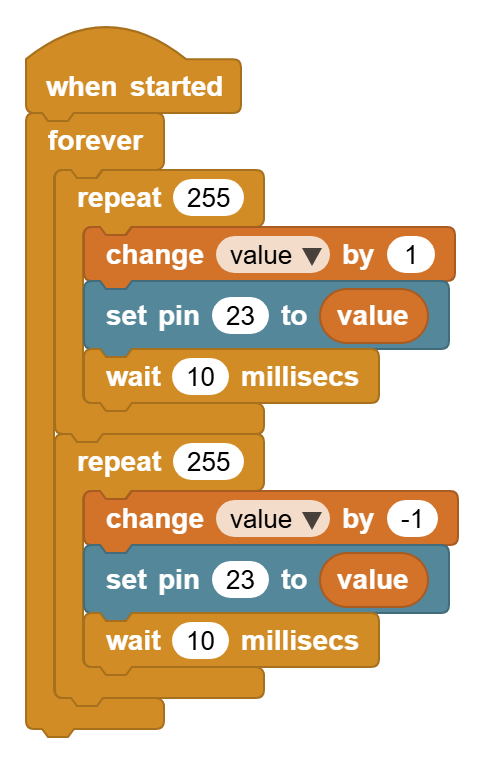 when started
forever
repeat 255
change value by 1
set pin 23 to value
wait 10 millisecs
repeat 255
change value by -1
set pin 23 to value
wait 10 millisecs